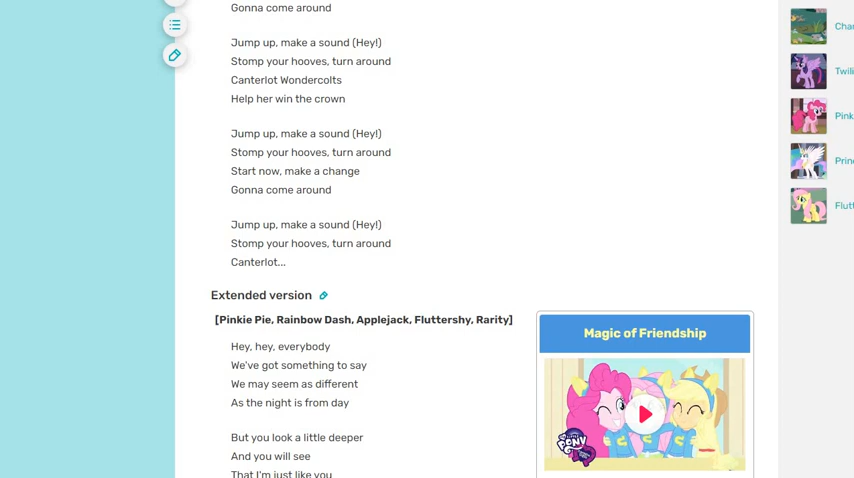 Gonna come around
Jump up, make a sound (Hey!)
Stomp your hooves, turn around
Canterlot Wondercolts
Help her win the crown
Jump up, make a sound (Hey!)
Stomp your hooves, turn around
Start now, make a change
Gonna come around
Jump up, make a sound (Hey!)
Stomp your hooves, turn around
Canterlot...
Extended version
[Pinkie Pie, Rainbow Dash, Applejack, Fluttershy, Rarity]
Hey, hey, everybody
We've got something to say
We may seem as different
As the night is from day
But you look a little deeper
And you will see
That I'm just like you
Magic of Friendship
MY LITTLE PONY
Cha
Twili
Pink
Prin
Flutt